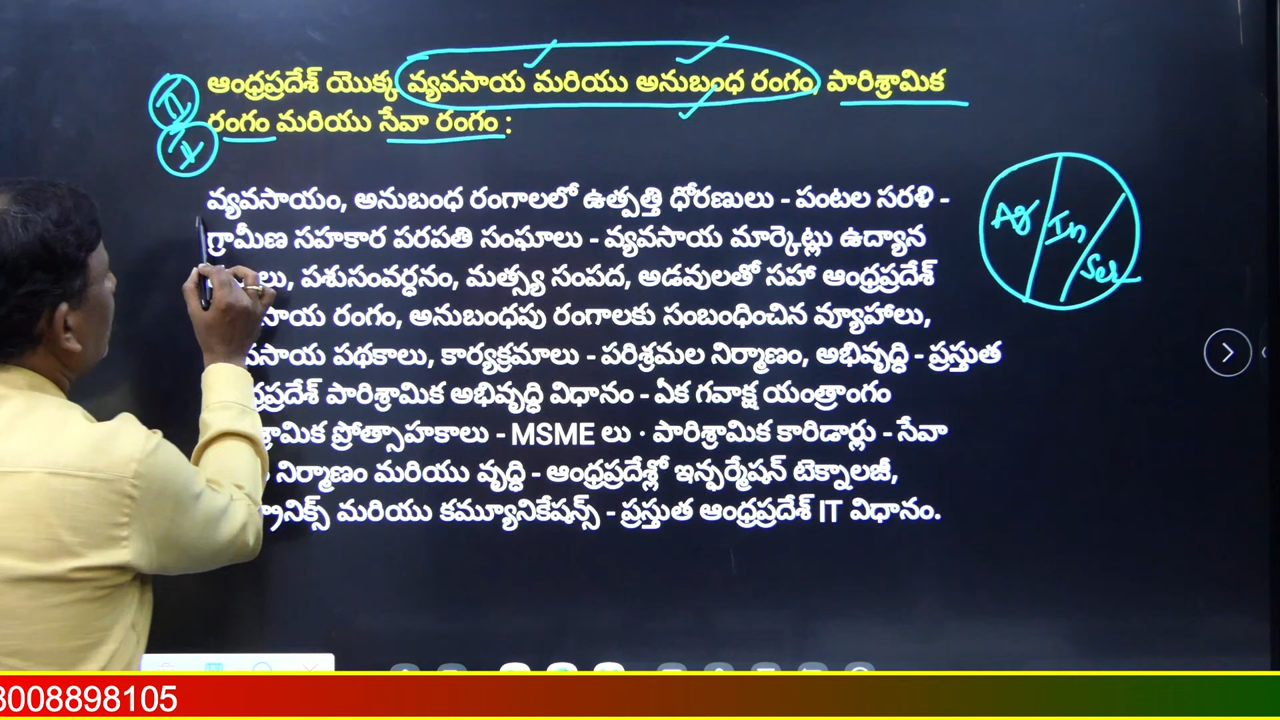 ఆంధ్రప్రదేశ్ యొక్క వ్యవసాయ మరియు అనుబంధ రంగం, పారిశ్రామిక
రంగం మరియు సేవా రంగం :
వ్యవసాయం, అనుబంధ రంగాలలో ఉత్పత్తి ధోరణులు - పంటల సరళి -
గ్రామీణ సహకార పరపతి సంఘాలు - వ్యవసాయ మార్కెట్లు ఉద్యాన
పశుసంవర్ధనం, మత్స్య సంపద, అడవులతో సహా ఆంధ్రప్రదేశ్
రంగం, అనుబంధపు రంగాలకు సంబంధించిన వ్యూహాలు,
పథకాలు, కార్యక్రమాలు - పరిశ్రమల నిర్మాణం, అభివృద్ధి - ప్రస్తుత
పారిశ్రామిక అభివృద్ధి విధానం - ఏక గవాక్ష యంత్రాంగం
ప్రోత్సాహకాలు - MSME లు · పారిశ్రామిక కారిడార్లు - సేవా
నిర్మాణం మరియు వృద్ధి - ఆంధ్రప్రదేశ్లో ఇన్ఫర్మేషన్ టెక్నాలజీ,
మరియు కమ్యూనికేషన్స్ - ప్రస్తుత ఆంధ్రప్రదేశ్ IT విధానం.
Ag In Ser
8008898105